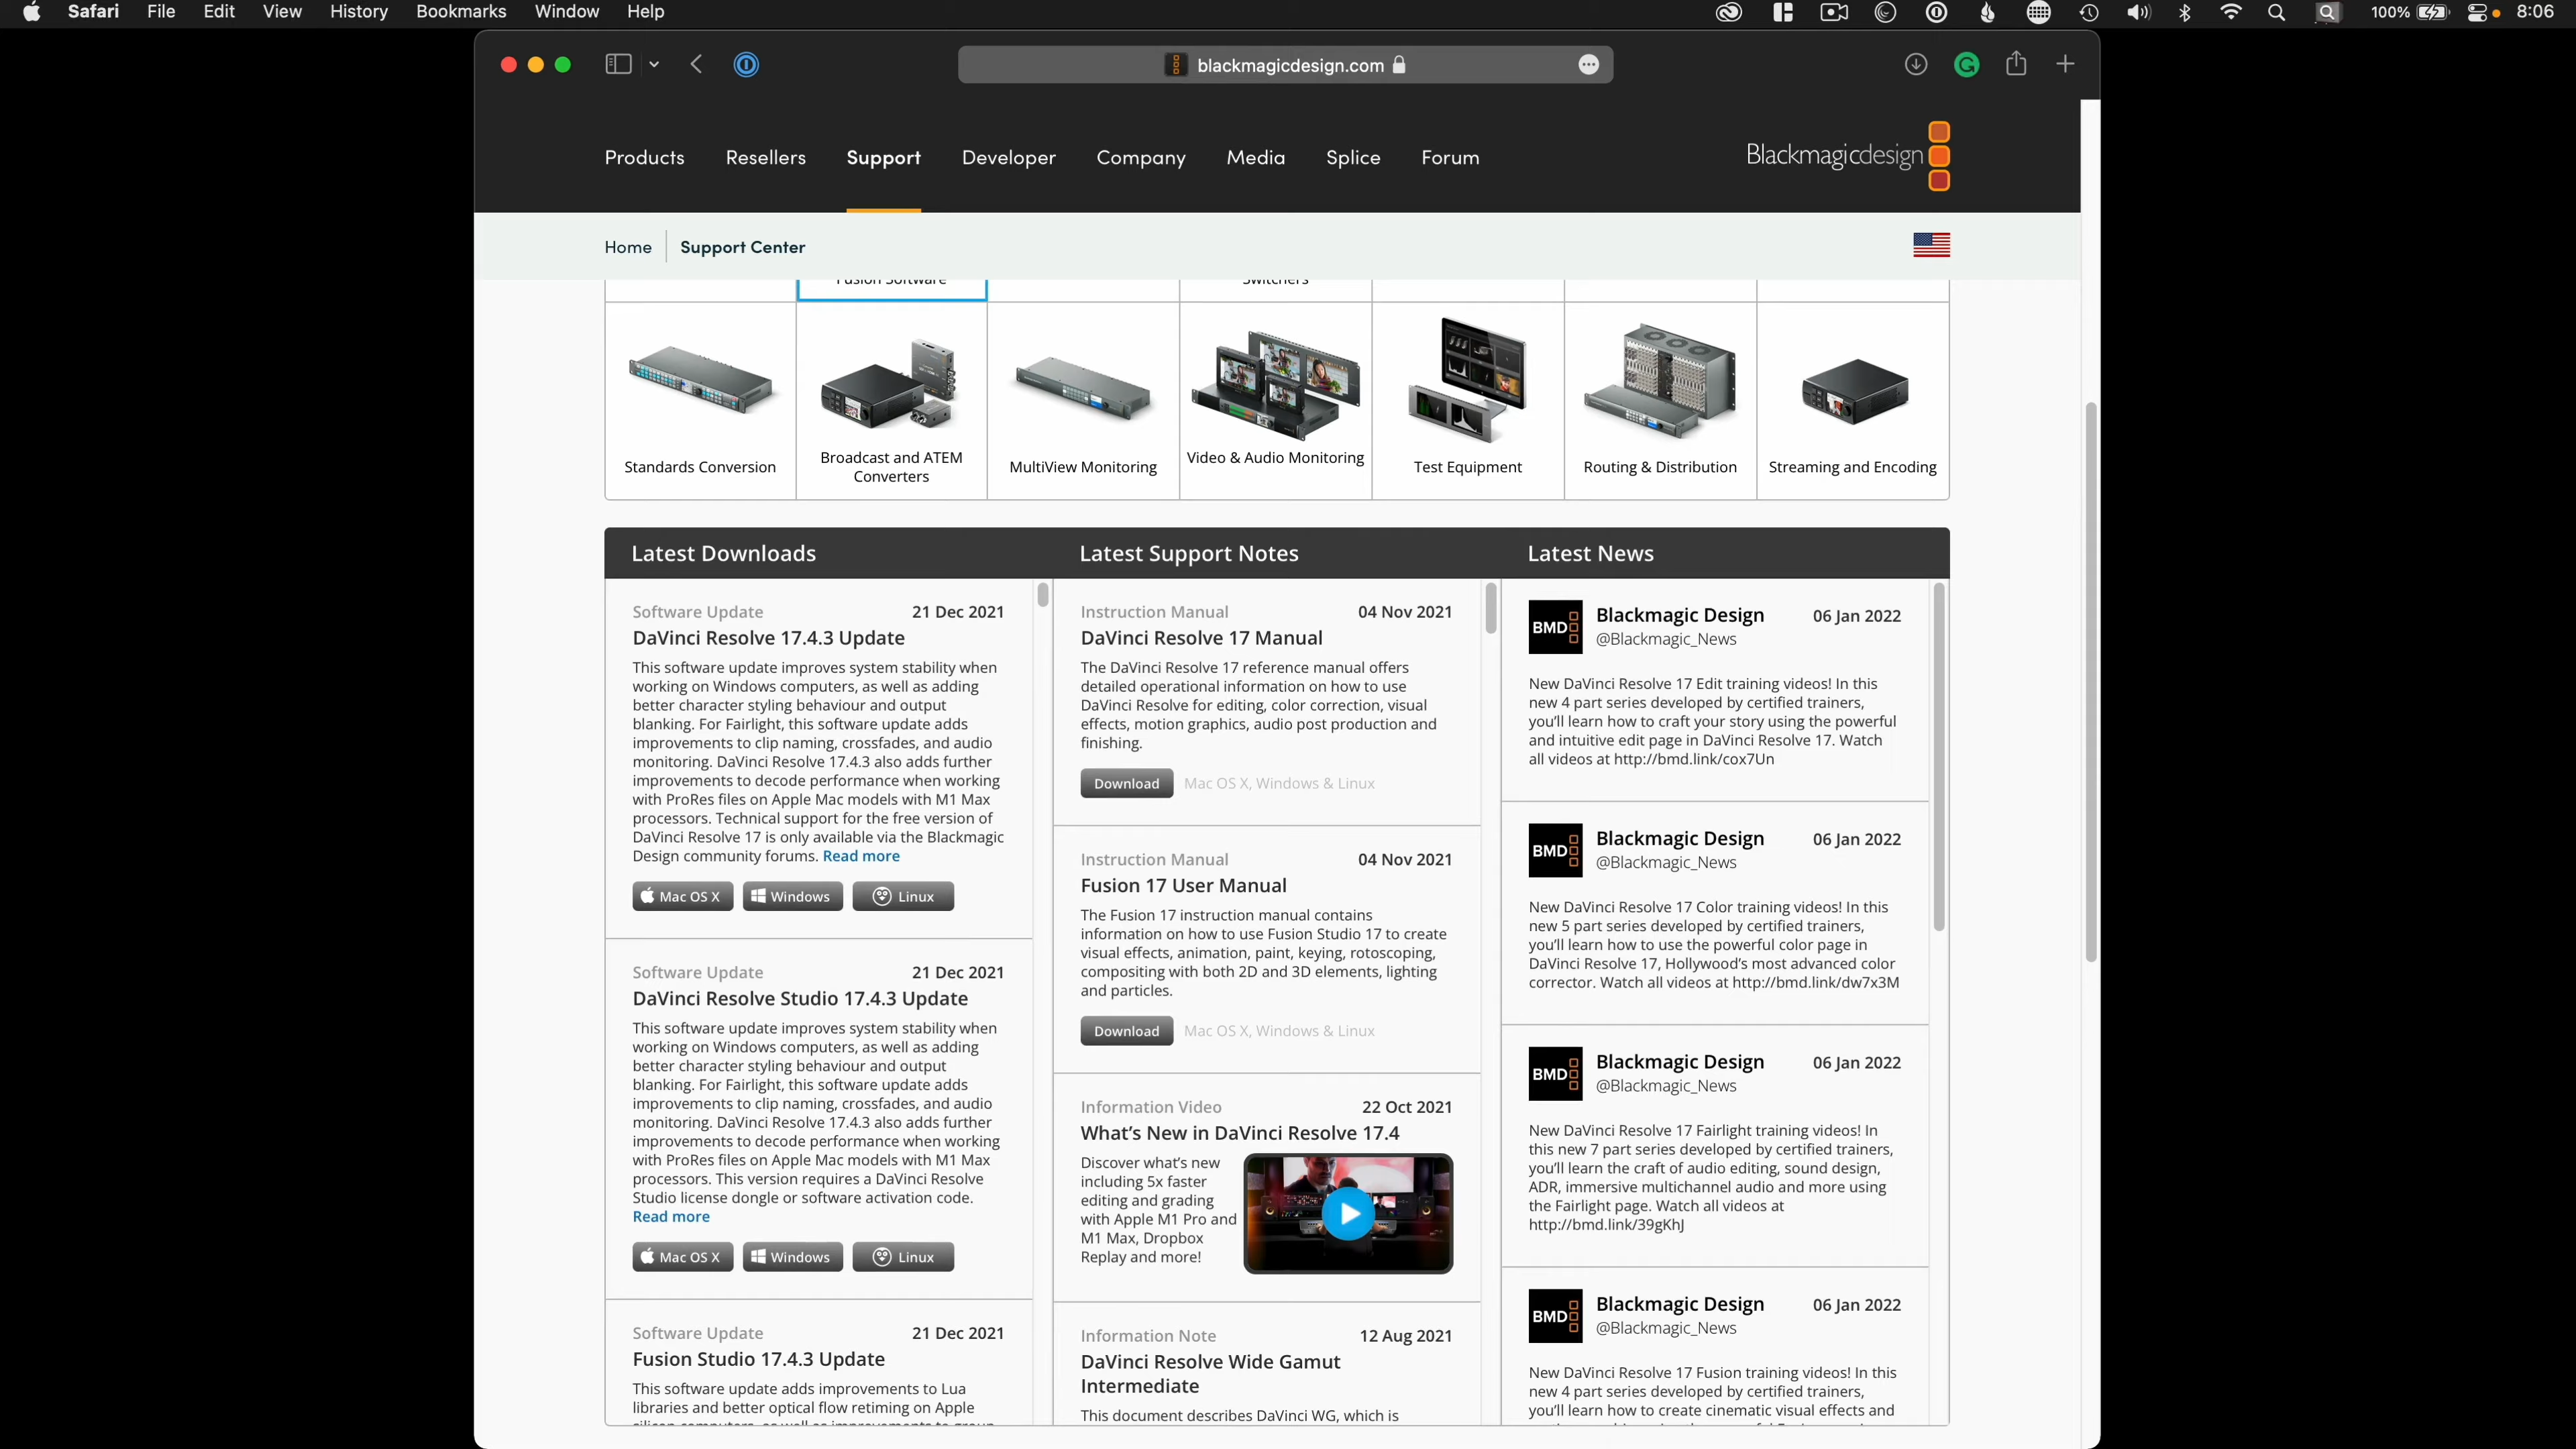 Safari File Edit View History Bookmarks Window Help 100% 8:06
blackmagicdesign.com
Products Resellers Support Developer Company Media Splice Forum Blackmagicdesign
Home Support Center
Fusion Software Switchers
Standards Conversion
Broadcast and ATEM
Converters
MultiView Monitoring
Video & Audio Monitoring
Test Equipment
Routing & Distribution
Streaming and Encoding
Latest Downloads
Software Update 21 Dec 2021
DaVinci Resolve 17.4.3 Update
This software update improves system stability when
working on Windows computers, as well as adding
better character styling behaviour and output
blanking. For Fairlight, this software update adds
improvements to clip naming, crossfades, and audio
monitoring. DaVinci Resolve 17.4.3 also adds further
improvements to decode performance when working
with ProRes files on Apple Mac models with M1 Max
processors. Technical support for the free version of
DaVinci Resolve 17 is only available via the Blackmagic
Design community forums. Read more
Mac OS X Windows Linux
Software Update 21 Dec 2021
DaVinci Resolve Studio 17.4.3 Update
This software update improves system stability when
working on Windows computers, as well as adding
better character styling behaviour and output
blanking. For Fairlight, this software update adds
improvements to clip naming, crossfades, and audio
monitoring. DaVinci Resolve 17.4.3 also adds further
improvements to decode performance when working
with ProRes files on Apple Mac models with M1 Max
processors. This version requires a DaVinci Resolve
Studio license dongle or software activation code.
Read more
Mac OS X Windows Linux
Software Update 21 Dec 2021
Fusion Studio 17.4.3 Update
This software update adds improvements to Lua
libraries and better optical flow retiming on Apple
Latest Support Notes
Instruction Manual 04 Nov 2021
DaVinci Resolve 17 Manual
The DaVinci Resolve 17 reference manual offers
detailed operational information on how to use
DaVinci Resolve for editing, color correction, visual
effects, motion graphics, audio post production and
finishing.
Download Mac OS X, Windows & Linux
Instruction Manual 04 Nov 2021
Fusion 17 User Manual
The Fusion 17 instruction manual contains
information on how to use Fusion Studio 17 to create
visual effects, animation, paint, keying, rotoscoping,
compositing with both 2D and 3D elements, lighting
and particles.
Download Mac OS X, Windows & Linux
Information Video 22 Oct 2021
What's New in DaVinci Resolve 17.4
Discover what's new
including 5x faster
editing and grading
with Apple M1 Pro and
M1 Max, Dropbox
Replay and more!
Information Note 12 Aug 2021
DaVinci Resolve Wide Gamut
Intermediate
This document describes DaVinci WG, which is
Latest News
BMD Blackmagic Design 06 Jan 2022
@Blackmagic_News
New DaVinci Resolve 17 Edit training videos! In this
new 4 part series developed by certified trainers,
you'll learn how to craft your story using the powerful
and intuitive edit page in DaVinci Resolve 17. Watch
all videos at http://bmd.link/cox7Un
BMD Blackmagic Design 06 Jan 2022
@Blackmagic_News
New DaVinci Resolve 17 Color training videos! In this
new 5 part series developed by certified trainers,
you'll learn how to use the powerful color page in
DaVinci Resolve 17, Hollywood's most advanced color
corrector. Watch all videos at http://bmd.link/dw7x3M
BMD Blackmagic Design 06 Jan 2022
@Blackmagic_News
New DaVinci Resolve 17 Fairlight training videos! In
this new 7 part series developed by certified trainers,
you'll learn the craft of audio editing, sound design,
ADR, immersive multichannel audio and more using
the Fairlight page. Watch all videos at
http://bmd.link/39gKhJ
BMD Blackmagic Design 06 Jan 2022
@Blackmagic_News
New DaVinci Resolve 17 Fusion training videos! In this
new 4 part series developed by certified trainers,
you'll learn how to create cinematic visual effects and